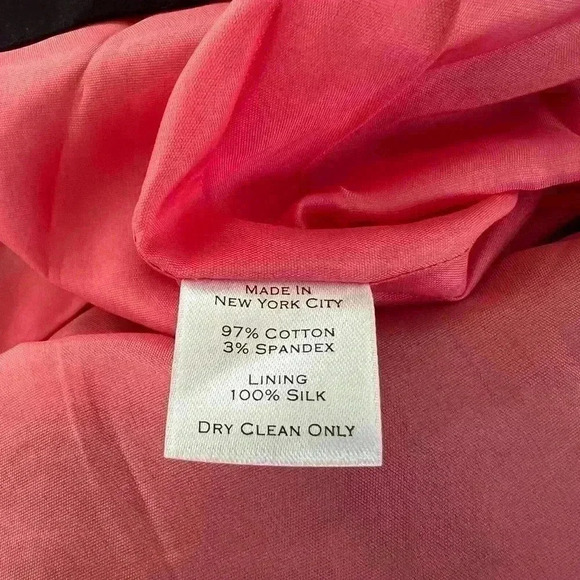 MADE IN
NEW YORK CITY
97% COTTON
3% SPANDEX
LINING
100% SILK
DRY CLEAN ONLY